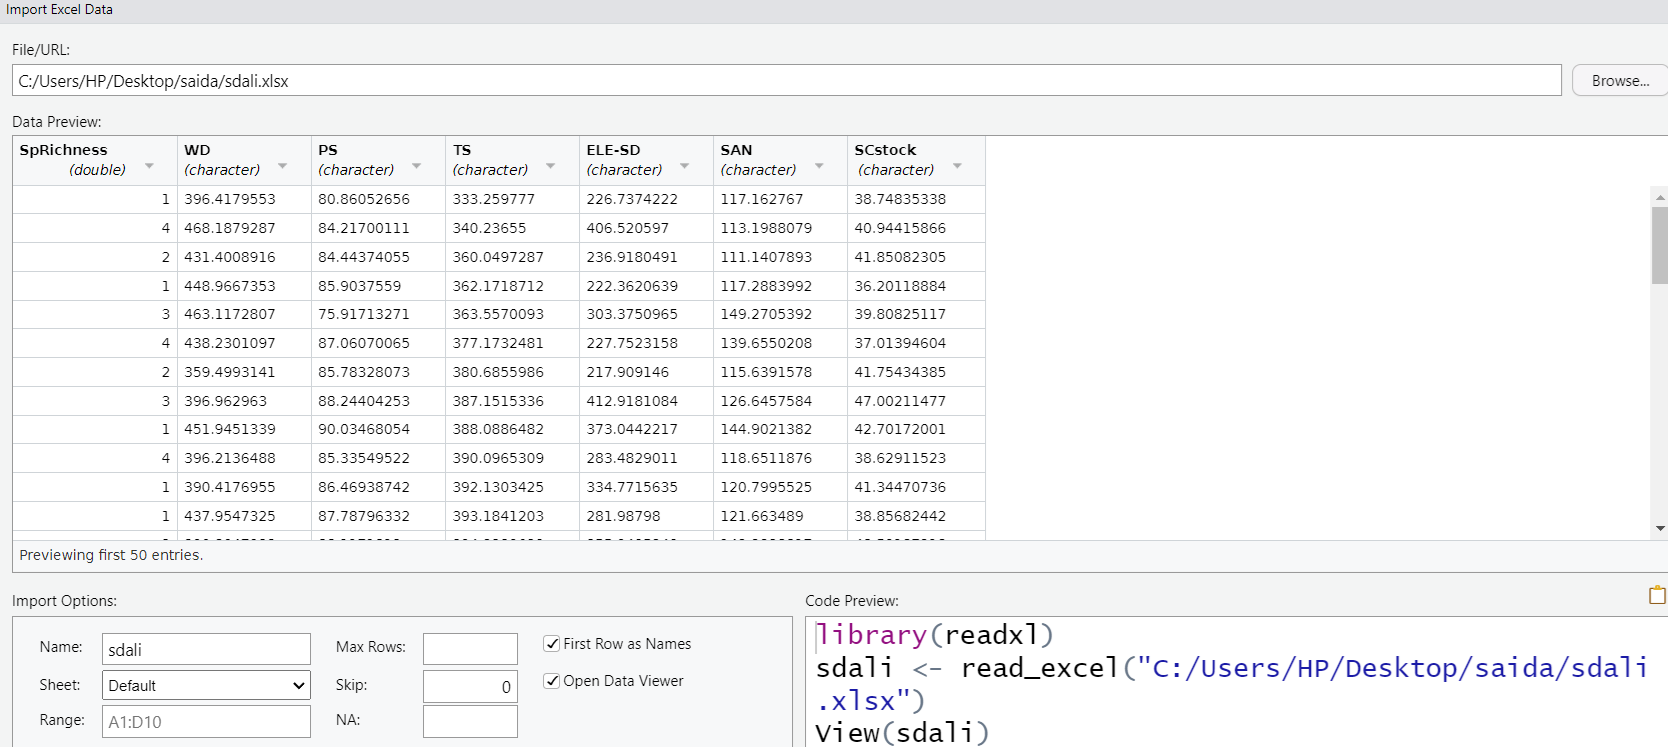 Import Excel Data
File/URL:
C:/Users/HP/Desktop/saida/sdali.xlsx
Browse...
Data Preview:
SpRichness WD PS TS ELE-SD SAN SCstock
(double) (character) (character) (character) (character) (character) (character)
1 396.4179553 80.86052656 333.259777 226.7374222 117.162767 38.74835338
4 468.1879287 84.21700111 340.23655 406.520597 113.1988079 40.94415866
2 431.4008916 84.44374055 360.0497287 236.9180491 111.1407893 41.85082305
1 448.9667353 85.9037559 362.1718712 222.3620639 117.2883992 36.20118884
3 463.1172807 75.91713271 363.5570093 303.3750965 149.2705392 39.80825117
4 438.2301097 87.06070065 377.1732481 227.7523158 139.6550208 37.01394604
2 359.4993141 85.78328073 380.6855986 217.909146 115.6391578 41.75434385
3 396.962963 88.24404253 387.1515336 412.9181084 126.6457584 47.00211477
1 451.9451339 90.03468054 388.0886482 373.0442217 144.9021382 42.70172001
4 396.2136488 85.33549522 390.0965309 283.4829011 118.6511876 38.62911523
1 390.4176955 86.46938742 392.1303425 334.7715635 120.7995525 41.34470736
1 437.9547325 87.78796332 393.1841203 281.98798 121.663489 38.85682442
Previewing first 50 entries.
Import Options:
Name: sdali
Sheet: Default
Range: A1:D10
Max Rows:
Skip: 0
NA:
First Row as Names
Open Data Viewer
Code Preview:
library(readxl)
sdali <- read_excel("C:/Users/HP/Desktop/saida/sdali
.xlsx")
View(sdali)